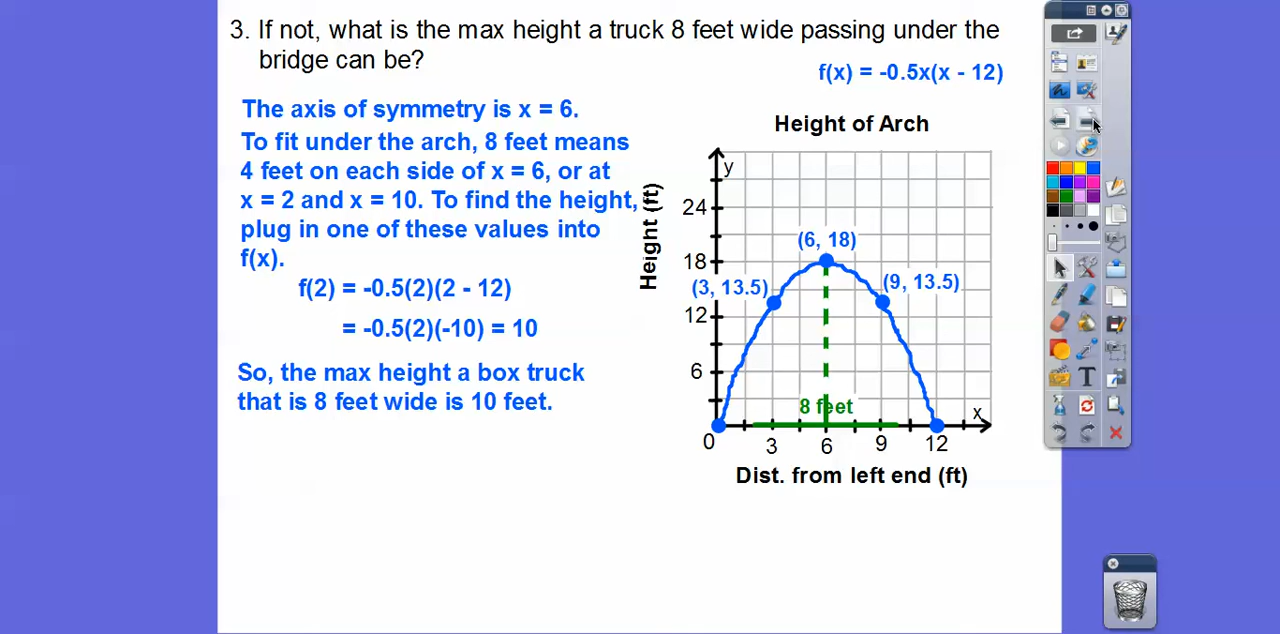 3. If not, what is the max height a truck 8 feet wide passing under the
bridge can be?
f(x) = -0.5x(x - 12)
The axis of symmetry is x = 6.
To fit under the arch, 8 feet means
4 feet on each side of x = 6, or at
x = 2 and x = 10. To find the height,
plug in one of these values into
f(x).
f(2) = -0.5(2)(2 - 12)
= -0.5(2)(-10) = 10
So, the max height a box truck
that is 8 feet wide is 10 feet.
Height of Arch
y
Height (ft)
24
18
12
6
(6, 18)
(3, 13.5)
(9, 13.5)
8 feet
x
0 3 6 9 12
Dist. from left end (ft)
T